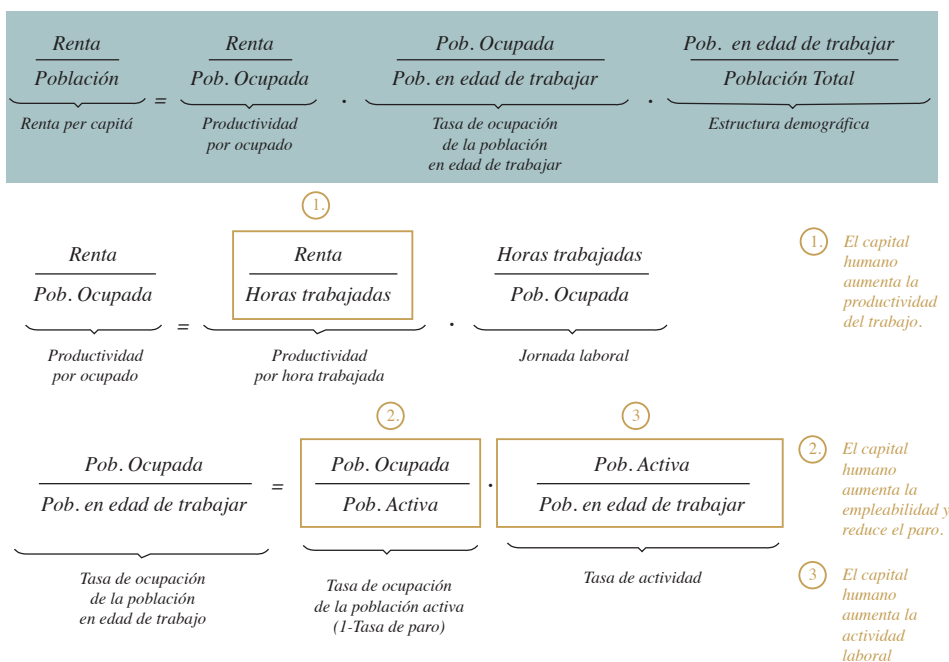 Renta
Población
Renta per capitá
=
Renta
Pob. Ocupada
Productividad
por ocupado
·
Pob. Ocupada
Pob. en edad de trabajar
Tasa de ocupación
de la población
en edad de trabajar
·
Pob. en edad de trabajar
Población Total
Estructura demográfica
Renta
Pob. Ocupada
Productividad
por ocupado
=
1.
Renta
Horas trabajadas
Productividad
por hora trabajada
·
Horas trabajadas
Pob. Ocupada
Jornada laboral
1. El capital
humano
aumenta la
productividad
del trabajo.
Pob. Ocupada
Pob. en edad de trabajar
Tasa de ocupación
de la población
en edad de trabajo
=
2.
Pob. Ocupada
Pob. Activa
Tasa de ocupación
de la población activa
(1-Tasa de paro)
·
3
Pob. Activa
Pob. en edad de trabajar
Tasa de actividad
2. El capital
humano
aumenta la
empleabilidad y
reduce el paro.
3 El capital
humano
aumenta la
actividad
laboral